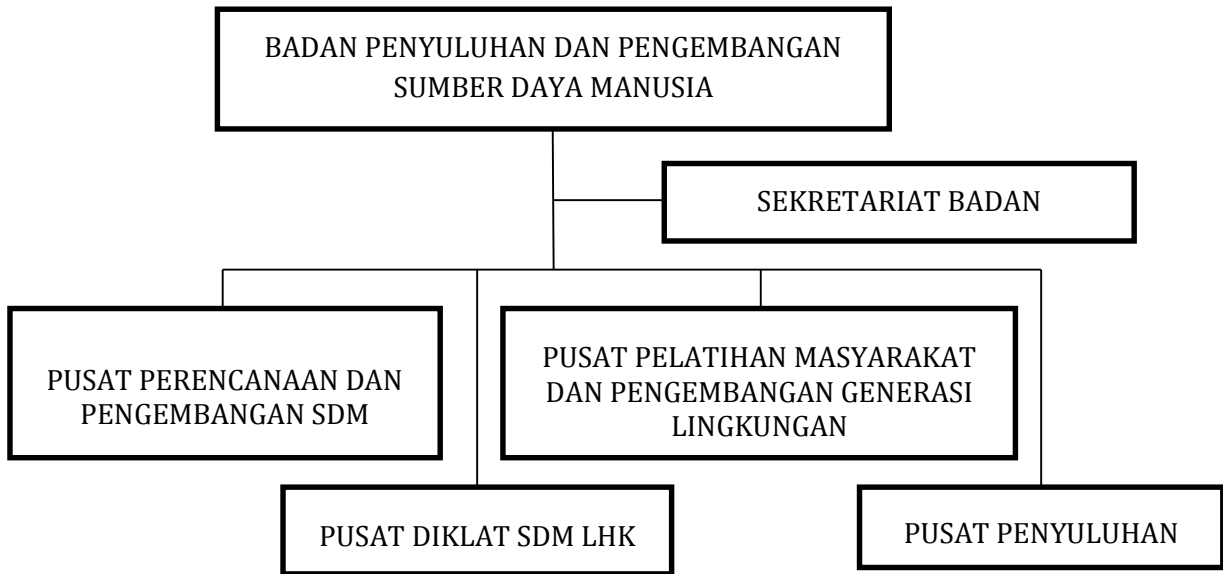 BADAN PENYULUHAN DAN PENGEMBANGAN
SUMBER DAYA MANUSIA
SEKRETARIAT BADAN
PUSAT PERENCANAAN DAN
PENGEMBANGAN SDM
PUSAT PELATIHAN MASYARAKAT
DAN PENGEMBANGAN GENERASI
LINGKUNGAN
PUSAT DIKLAT SDM LHK
PUSAT PENYULUHAN